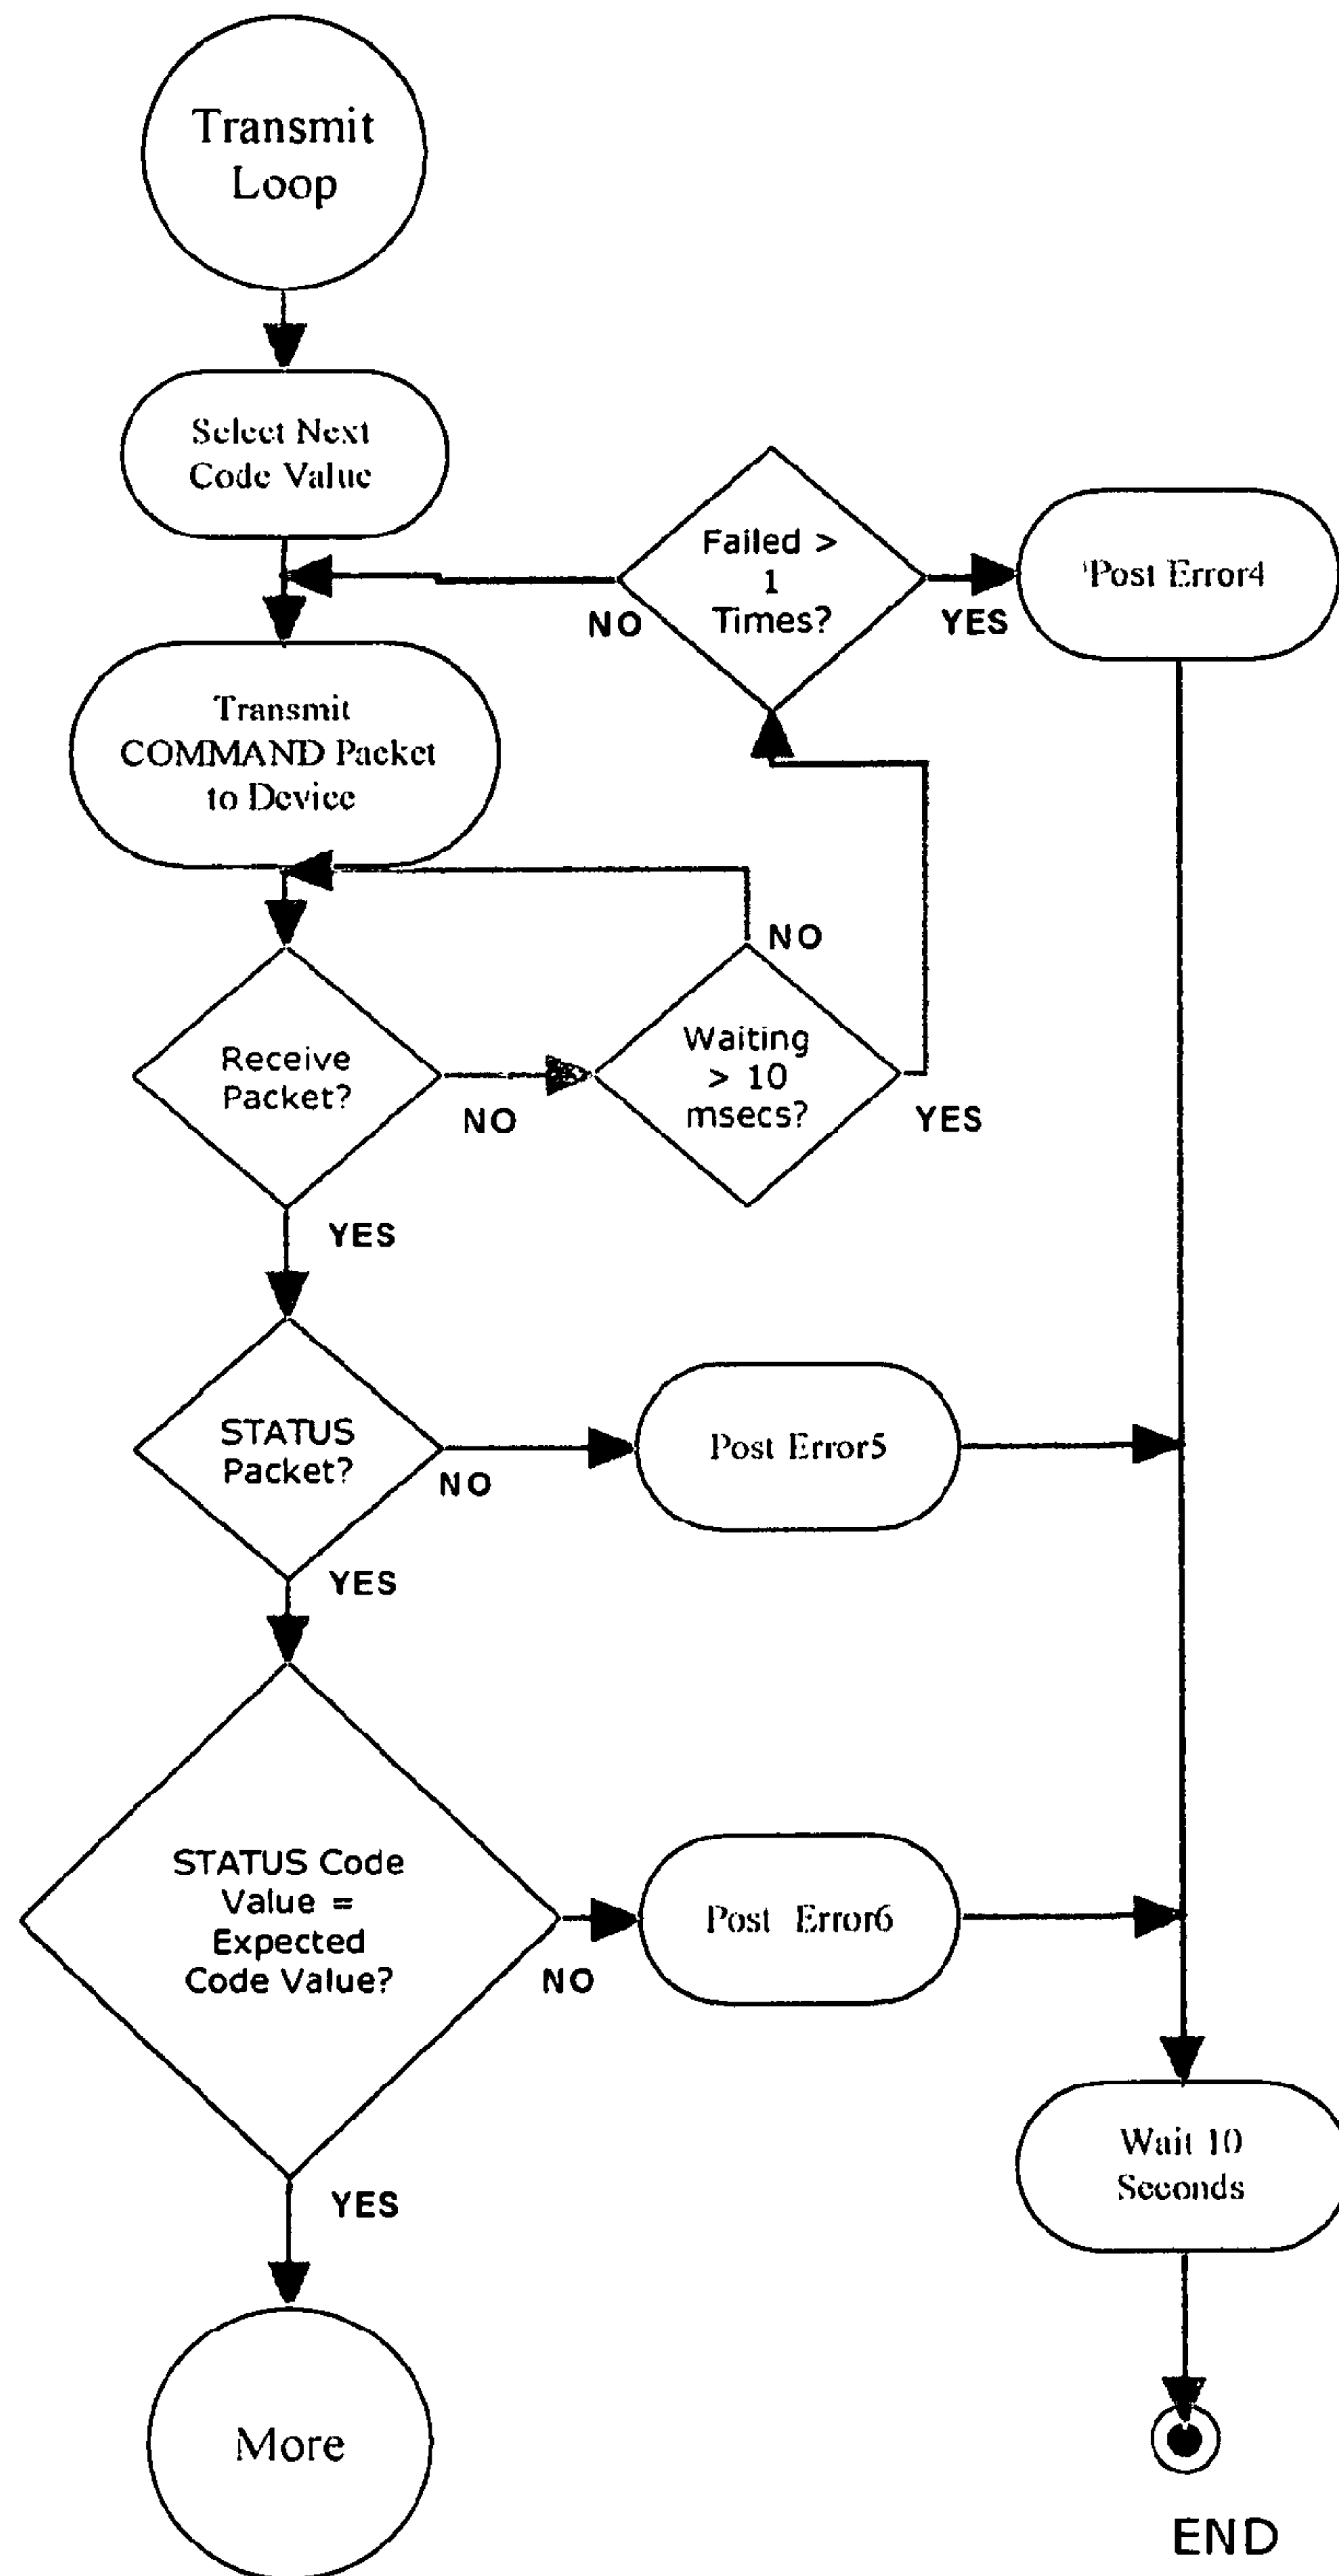 Transmit
Loop
Select Next
Code Value
Failed >
1
Times?
NO
YES
Post Error4
Transmit
COMMAND Packet
to Device
NO
Receive
Packet?
NO
Waiting
> 10
msecs?
YES
YES
STATUS
Packet?
NO
Post Error5
YES
STATUS Code
Value =
Expected
Code Value?
NO
Post Error6
YES
Wait 10
Seconds
More
END